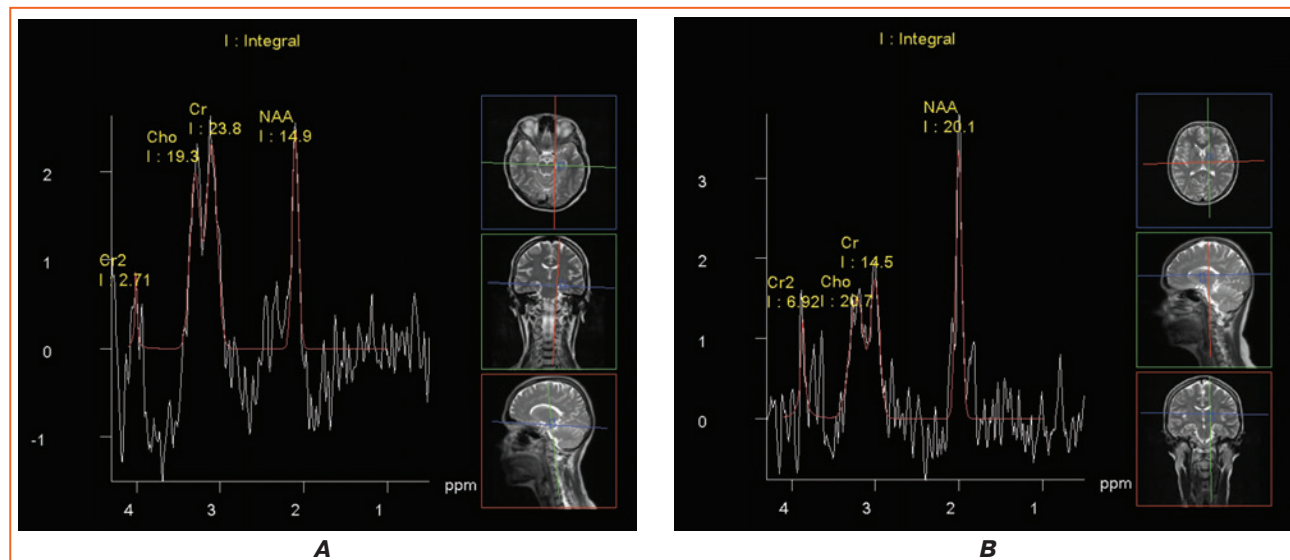 I : Integral
Cr
I : 23.8
NAA
I : 14.9
Cho
I : 19.3
2
Cr2
I : 2.71
1
0
-1
ppm
4 3 2 1
A
I : Integral
NAA
I : 20.1
3
Cr
I : 14.5
2
Cr2 Cho
I : 6.92 I : 20.7
1
0
ppm
4 3 2 1
B